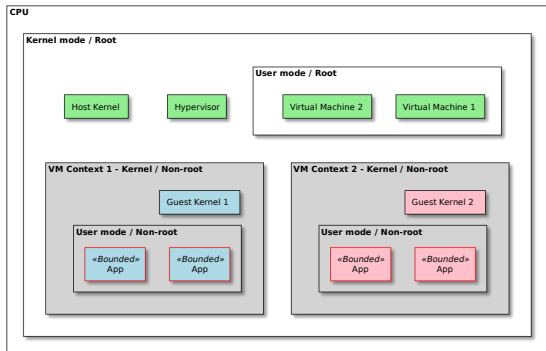 CPU
Kernel mode / Root
User mode / Root
Host Kernel
Hypervisor
Virtual Machine 2
Virtual Machine 1
VM Context 1 - Kernel / Non-root
Guest Kernel 1
User mode / Non-root
«Bounded»
App
«Bounded»
App
VM Context 2 - Kernel / Non-root
Guest Kernel 2
User mode / Non-root
«Bounded»
App
«Bounded»
App